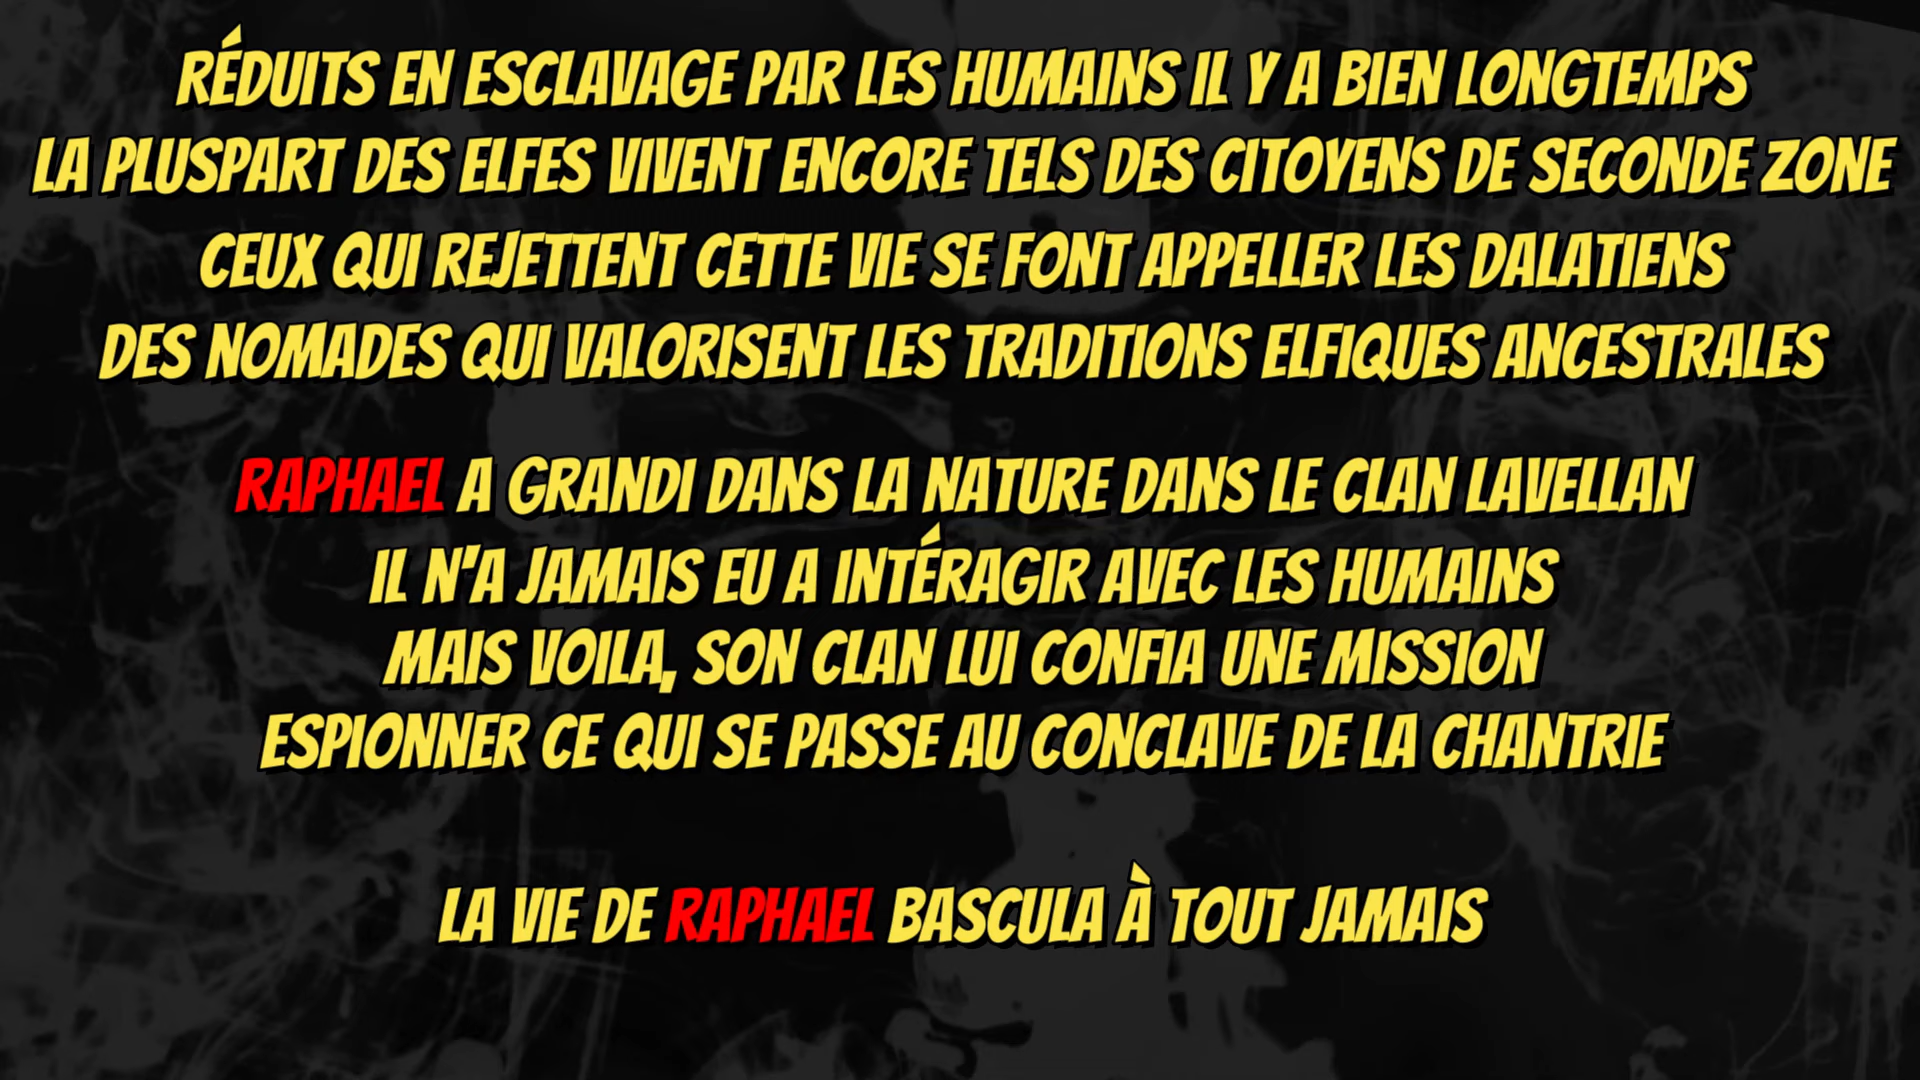 RÉDUITS EN ESCLAVAGE PAR LES HUMAINS IL Y A BIEN LONGTEMPS
LA PLUSPART DES ELFES VIVENT ENCORE TELS DES CITOYENS DE SECONDE ZONE
CEUX QUI REJETTENT CETTE VIE SE FONT APPELLER LES DALATIENS
DES NOMADES QUI VALORISENT LES TRADITIONS ELFIQUES ANCESTRALES
RAPHAEL A GRANDI DANS LA NATURE DANS LE CLAN LAVELLAN
IL N'A JAMAIS EU A INTÉRAGIR AVEC LES HUMAINS
MAIS VOILA, SON CLAN LUI CONFIA UNE MISSION
ESPIONNER CE QUI SE PASSE AU CONCLAVE DE LA CHANTRIE
LA VIE DE RAPHAEL BASCULA À TOUT JAMAIS